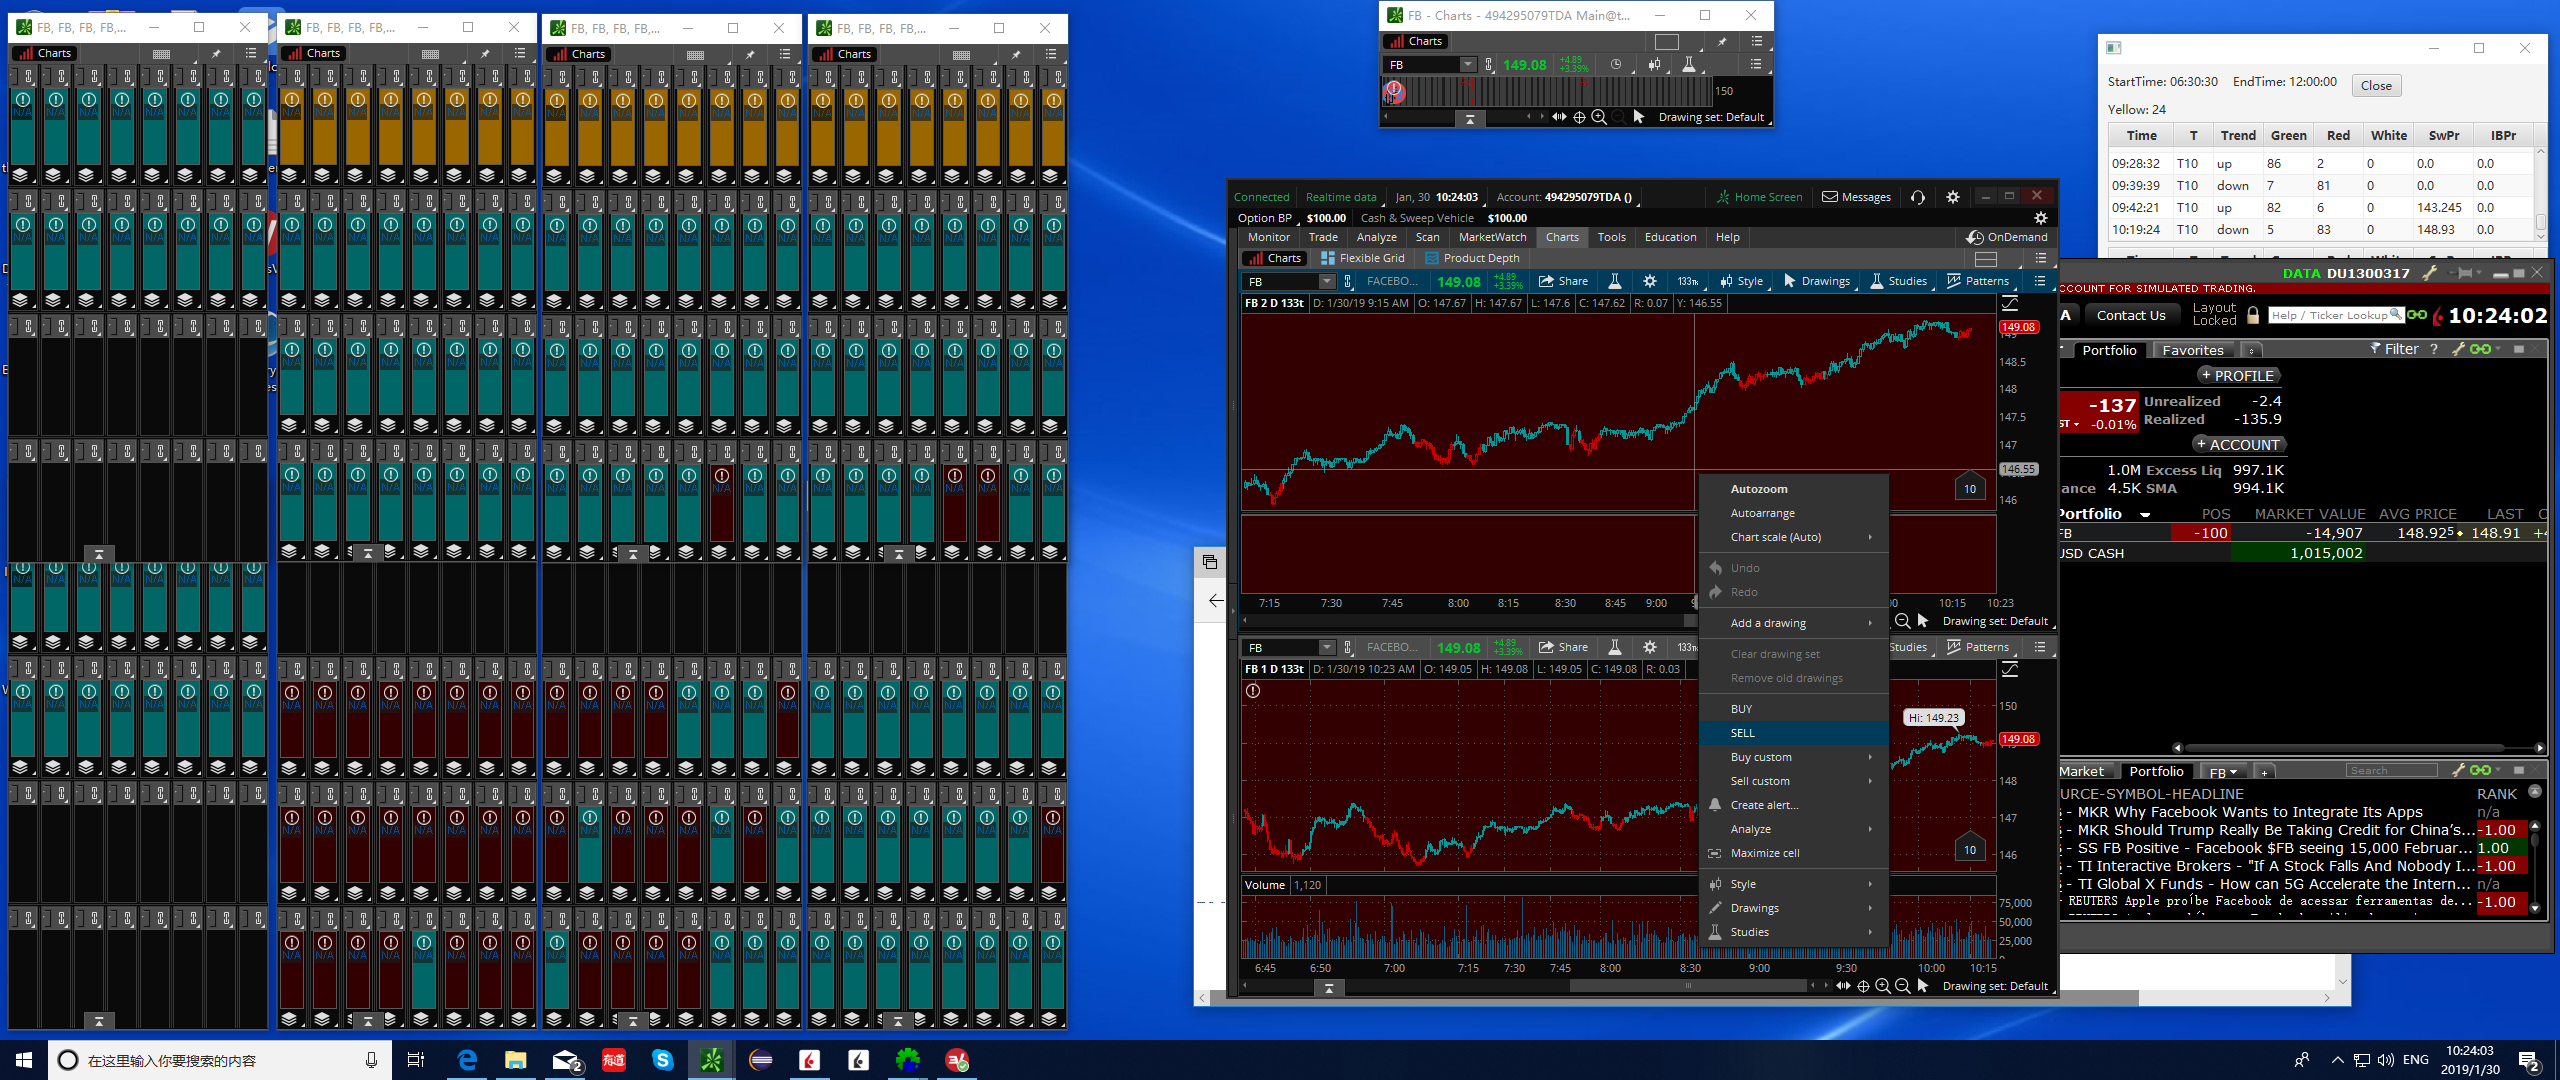 FB, FB, FB, FB,...
Charts
FB, FB, FB, FB,...
Charts
FB, FB, FB, FB,...
Charts
FB, FB, FB, FB,...
Charts
FB - Charts - 494295079TDA Main@t...
Charts
FB
149.08
+4.89
+3.39%
150
Drawing set: Default
StartTime: 06:30:30 EndTime: 12:00:00 Close
Yellow: 24
Time T Trend Green Red White SwPr IBPr
09:28:32 T10 up 86 2 0 0.0 0.0
09:39:39 T10 down 7 81 0 0.0 0.0
09:42:21 T10 up 82 6 0 143.245 0.0
10:19:24 T10 down 5 83 0 148.93 0.0
Connected Realtime data Jan, 30 10:24:03 Account: 494295079TDA () Home Screen Messages
Option BP $100.00 Cash & Sweep Vehicle $100.00
Monitor Trade Analyze Scan MarketWatch Charts Tools Education Help OnDemand
Charts Flexible Grid Product Depth
FB FACEBO... 149.08 +4.89 +3.39% Share Style Drawings Studies Patterns
FB 2 D 133t D: 1/30/19 9:15 AM O: 147.67 H: 147.67 L: 147.6 C: 147.62 R: 0.07 Y: 146.55
149.08
148.5
148
147.5
147
146.55
146
10
7:15 7:30 7:45 8:00 8:15 8:30 8:45 9:00 10:15 10:23
Drawing set: Default
Autozoom
Autoarrange
Chart scale (Auto)
Undo
Redo
Add a drawing
Clear drawing set
Remove old drawings
BUY
SELL
Buy custom
Sell custom
Create alert...
Analyze
Maximize cell
Style
Drawings
Studies
FB FACEBO... 149.08 +4.89 +3.39% Share Studies Patterns
FB 1 D 133t D: 1/30/19 10:23 AM O: 149.05 H: 149.08 L: 149.05 C: 149.08 R: 0.03
150
Hi: 149.23
149.08
148
147
146
10
Volume 1,120
75,000
50,000
25,000
6:45 6:50 7:00 7:15 7:30 7:45 8:00 8:30 9:00 9:30 10:00 10:15
Drawing set: Default
DATA DU1300317
CCOUNT FOR SIMULATED TRADING.
A Contact Us Layout Locked Help / Ticker Lookup 10:24:02
Portfolio Favorites Filter ?
+ PROFILE
-137 Unrealized -2.4
ST -0.01% Realized -135.9
+ ACCOUNT
1.0M Excess Liq 997.1K
ance 4.5K SMA 994.1K
Portfolio POS MARKET VALUE AVG PRICE LAST
FB -100 -14,907 148.925 148.91
USD CASH 1,015,002
Market Portfolio FB + Search
URCE-SYMBOL-HEADLINE RANK
- MKR Why Facebook Wants to Integrate Its Apps n/a
- MKR Should Trump Really Be Taking Credit for China's... -1.00
- SS FB Positive - Facebook $FB seeing 15,000 Februar... 1.00
- TI Interactive Brokers - "If A Stock Falls And Nobody I... -1.00
- TI Global X Funds - How can 5G Accelerate the Intern... n/a
- REUTERS Apple proíbe Facebook de acessar ferramentas de... -1.00
在这里输入你要搜索的内容
有道
ENG
10:24:03
2019/1/30